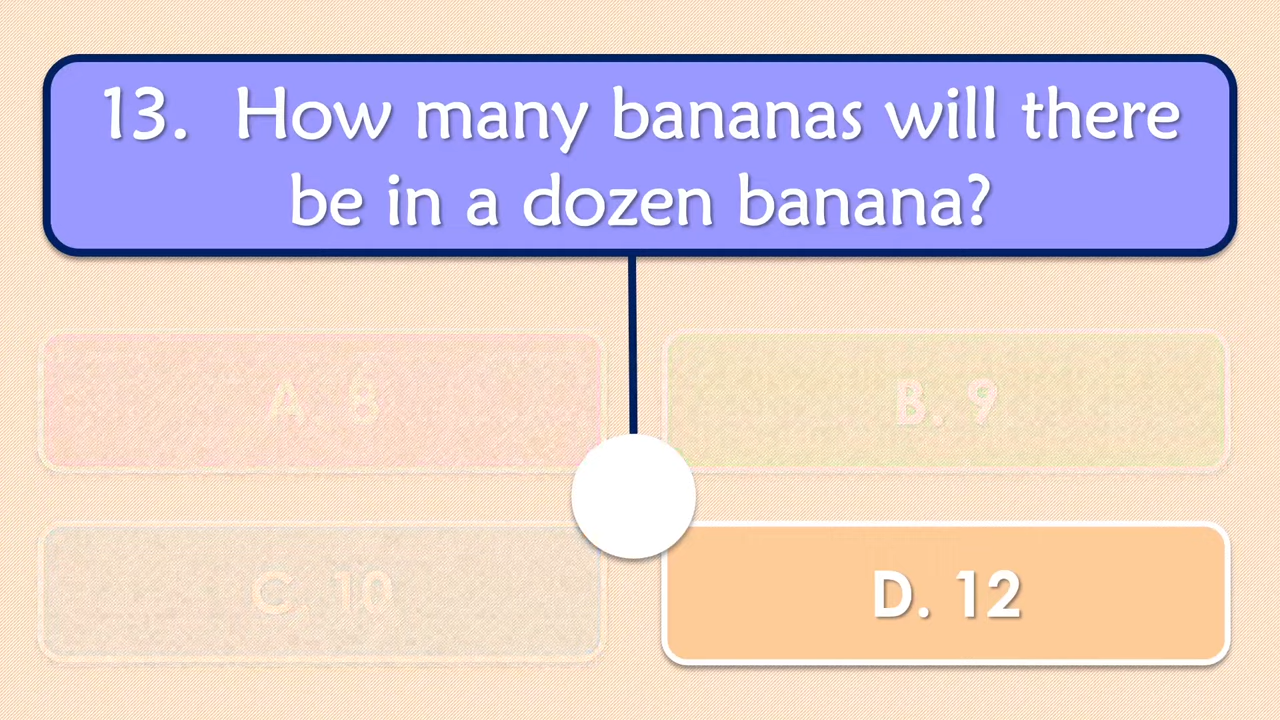 13. How many bananas will there
be in a dozen banana?
A. 8
B. 9
C. 10
D. 12